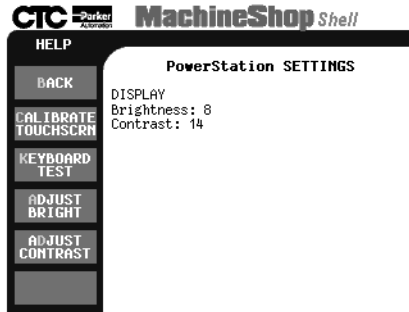 CTC Parker Automation MachineShop Shell
HELP
PowerStation SETTINGS
BACK
DISPLAY
Brightness: 8
Contrast: 14
CALIBRATE
TOUCHSCRN
KEYBOARD
TEST
ADJUST
BRIGHT
ADJUST
CONTRAST